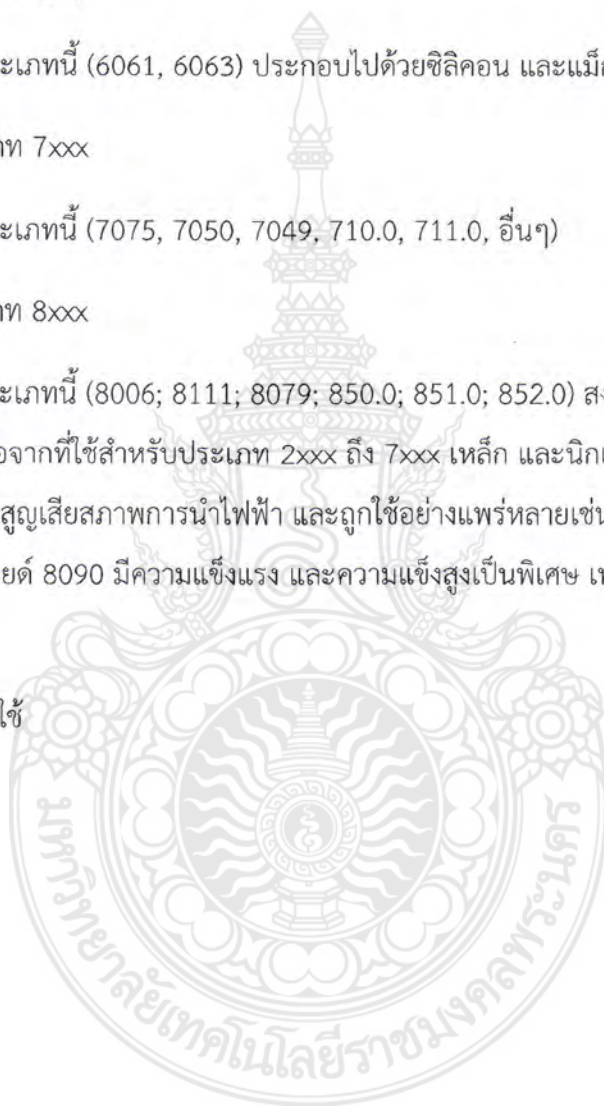 ะเภทนี้ (6061, 6063) ประกอบไปด้วยซิลิคอน และแม็
าท 7xxx
ะเภทนี้ (7075, 7050, 7049, 710.0, 711.0, อื่นๆ)
าท 8xxx
ะเภทนี้ (8006; 8111; 8079; 850.0; 851.0; 852.0) ส
จากที่ใช้สำหรับประเภท 2xxx ถึง 7xxx เหล็ก และนิก
สูญเสียสภาพการนำไฟฟ้า และถูกใช้อย่างแพร่หลายเช่น
ยด์ 8090 มีความแข็งแรง และความแข็งสูงเป็นพิเศษ เ
ใช้
มหาวิทยาลัยเทคโนโลยีราชมงคลพระนคร